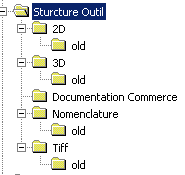 Sturcture Outil
2D
old
3D
old
Documentation Commerce
Nomenclature
old
Tiff
old